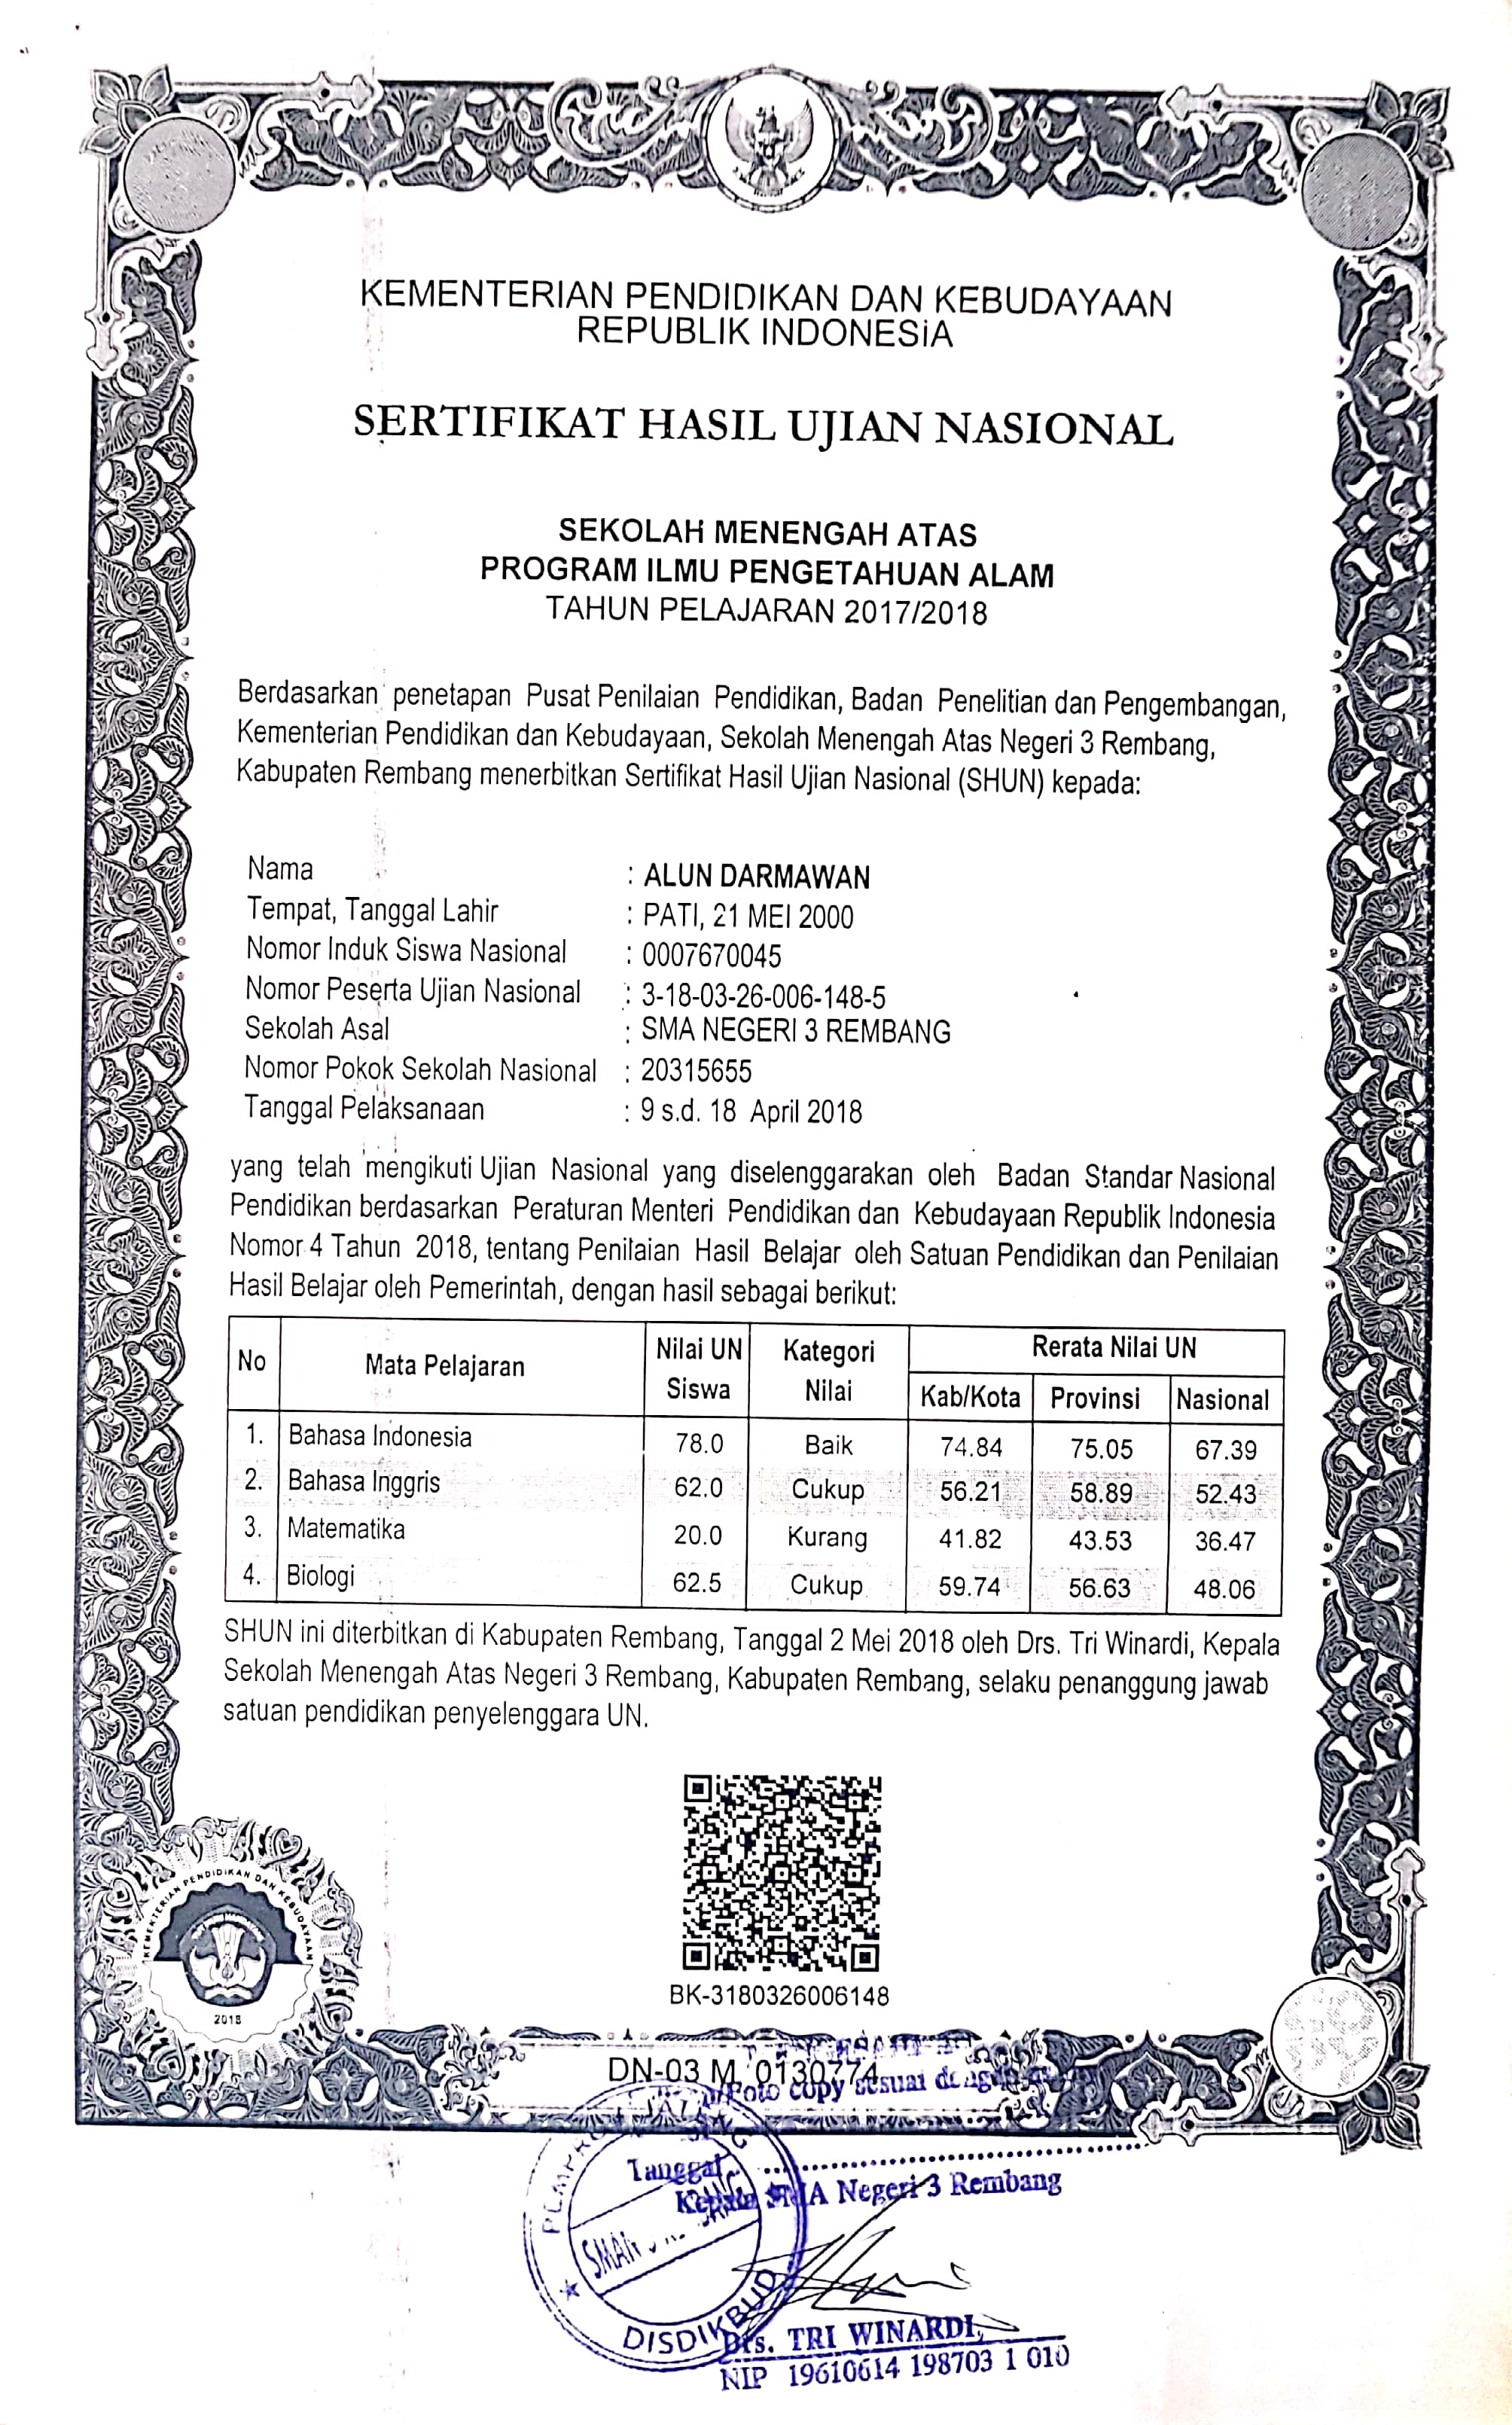 KEMENTERIAN PENDIDIKAN DAN KEBUDAYAAN
REPUBLIK INDONESIA
SERTIFIKAT HASIL UJIAN NASIONAL
SEKOLAH MENENGAH ATAS
PROGRAM ILMU PENGETAHUAN ALAM
TAHUN PELAJARAN 2017/2018
Berdasarkan penetapan Pusat Penilaian Pendidikan, Badan Penelitian dan Pengembangan,
Kementerian Pendidikan dan Kebudayaan, Sekolah Menengah Atas Negeri 3 Rembang,
Kabupaten Rembang menerbitkan Sertifikat Hasil Ujian Nasional (SHUN) kepada:
Nama : ALUN DARMAWAN
Tempat, Tanggal Lahir : PATI, 21 MEI 2000
Nomor Induk Siswa Nasional : 0007670045
Nomor Peserta Ujian Nasional : 3-18-03-26-006-148-5
Sekolah Asal : SMA NEGERI 3 REMBANG
Nomor Pokok Sekolah Nasional : 20315655
Tanggal Pelaksanaan : 9 s.d. 18 April 2018
yang telah mengikuti Ujian Nasional yang diselenggarakan oleh Badan Standar Nasional
Pendidikan berdasarkan Peraturan Menteri Pendidikan dan Kebudayaan Republik Indonesia
Nomor 4 Tahun 2018, tentang Penilaian Hasil Belajar oleh Satuan Pendidikan dan Penilaian
Hasil Belajar oleh Pemerintah, dengan hasil sebagai berikut:
No Mata Pelajaran Nilai UN Siswa Kategori Nilai Rerata Nilai UN
Kab/Kota Provinsi Nasional
1. Bahasa Indonesia 78.0 Baik 74.84 75.05 67.39
2. Bahasa Inggris 62.0 Cukup 56.21 58.89 52.43
3. Matematika 20.0 Kurang 41.82 43.53 36.47
4. Biologi 62.5 Cukup 59.74 56.63 48.06
SHUN ini diterbitkan di Kabupaten Rembang, Tanggal 2 Mei 2018 oleh Drs. Tri Winardi, Kepala
Sekolah Menengah Atas Negeri 3 Rembang, Kabupaten Rembang, selaku penanggung jawab
satuan pendidikan penyelenggara UN.
KEMENTERIAN PENDIDIKAN DAN KEBUDAYAAN
2018
BK-3180326006148
DN-03 M 0130774
Foto copy sesuai
Tanggal
Kepala SMA Negeri 3 Rembang
SMAN
DISDIKBUD
Drs. TRI WINARDI,
NIP 19610614 198703 1 010